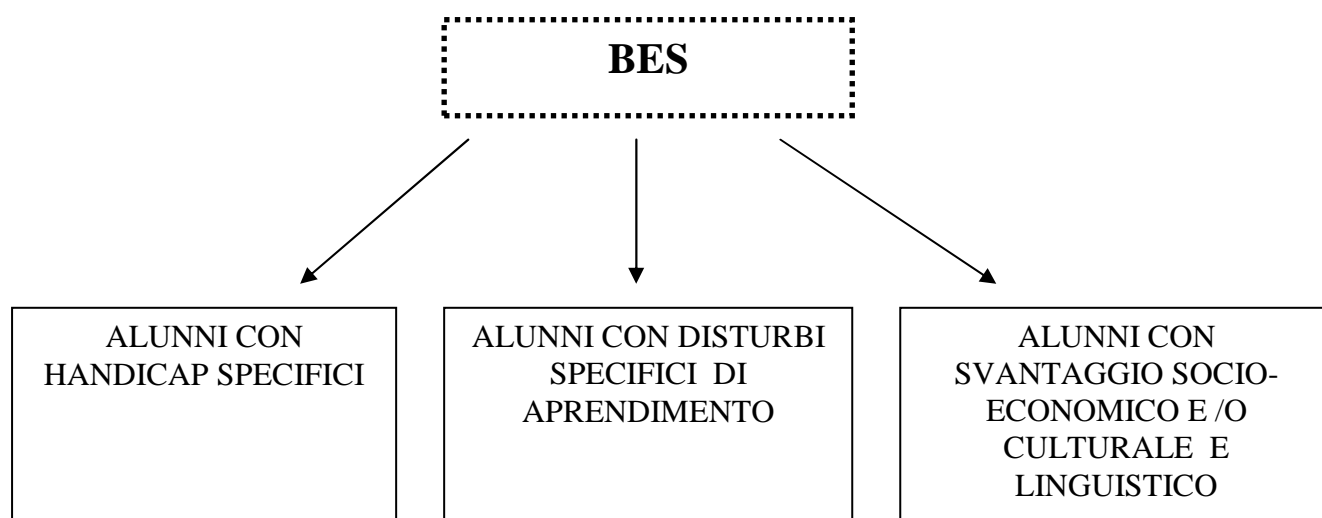 BES
ALUNNI CON
HANDICAP SPECIFICI
ALUNNI CON DISTURBI
SPECIFICI DI
APRENDIMENTO
ALUNNI CON
SVANTAGGIO SOCIO-
ECONOMICO E /O
CULTURALE E
LINGUISTICO